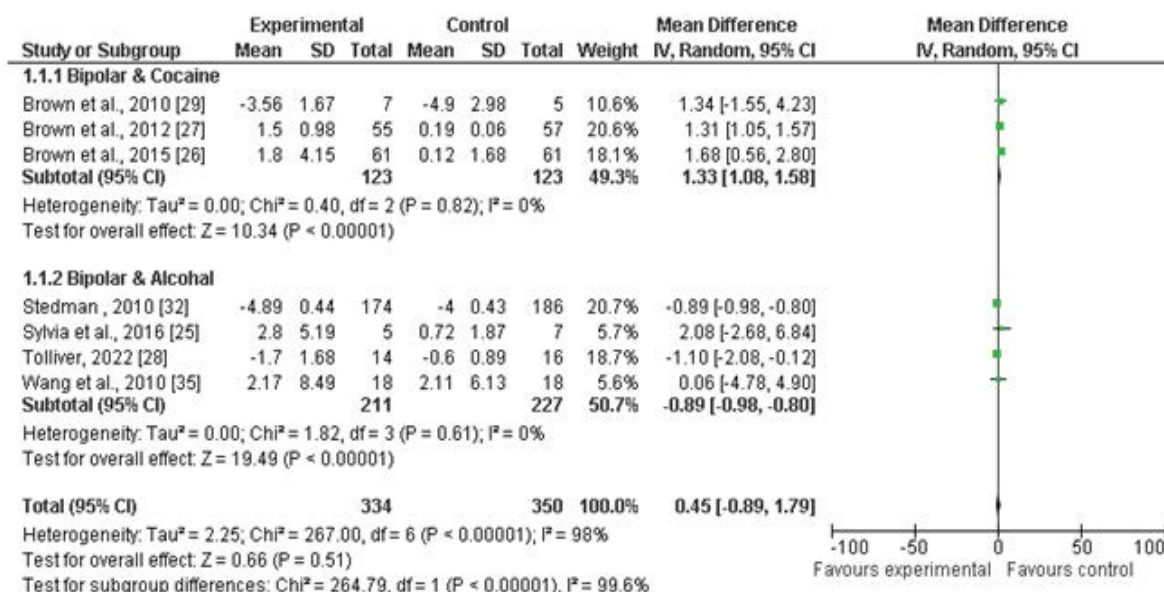 Experimental Control Mean Difference Mean Difference
Study or Subgroup Mean SD Total Mean SD Total Weight IV, Random, 95% CI IV, Random, 95% CI
1.1.1 Bipolar & Cocaine
Brown et al., 2010 [29] -3.56 1.67 7 -4.9 2.98 5 10.6% 1.34 [-1.55, 4.23]
Brown et al., 2012 [27] 1.5 0.98 55 0.19 0.06 57 20.6% 1.31 [1.05, 1.57]
Brown et al., 2015 [26] 1.8 4.15 61 0.12 1.68 61 18.1% 1.68 [0.56, 2.80]
Subtotal (95% CI) 123 123 49.3% 1.33 [1.08, 1.58]
Heterogeneity: Tau² = 0.00; Chi² = 0.40, df = 2 (P = 0.82); I² = 0%
Test for overall effect: Z = 10.34 (P < 0.00001)
1.1.2 Bipolar & Alcohal
Stedman , 2010 [32] -4.89 0.44 174 -4 0.43 186 20.7% -0.89 [-0.98, -0.80]
Sylvia et al., 2016 [25] 2.8 5.19 5 0.72 1.87 7 5.7% 2.08 [-2.68, 6.84]
Tolliver, 2022 [28] -1.7 1.68 14 -0.6 0.89 16 18.7% -1.10 [-2.08, -0.12]
Wang et al., 2010 [35] 2.17 8.49 18 2.11 6.13 18 5.6% 0.06 [-4.78, 4.90]
Subtotal (95% CI) 211 227 50.7% -0.89 [-0.98, -0.80]
Heterogeneity: Tau² = 0.00; Chi² = 1.82, df = 3 (P = 0.61); I² = 0%
Test for overall effect: Z = 19.49 (P < 0.00001)
Total (95% CI) 334 350 100.0% 0.45 [-0.89, 1.79]
Heterogeneity: Tau² = 2.25; Chi² = 267.00, df = 6 (P < 0.00001); I² = 98%
Test for overall effect: Z = 0.66 (P = 0.51)
Test for subgroup differences: Chi² = 264.79, df = 1 (P < 0.00001), I² = 99.6%
-100 -50 0 50 100
Favours experimental Favours control